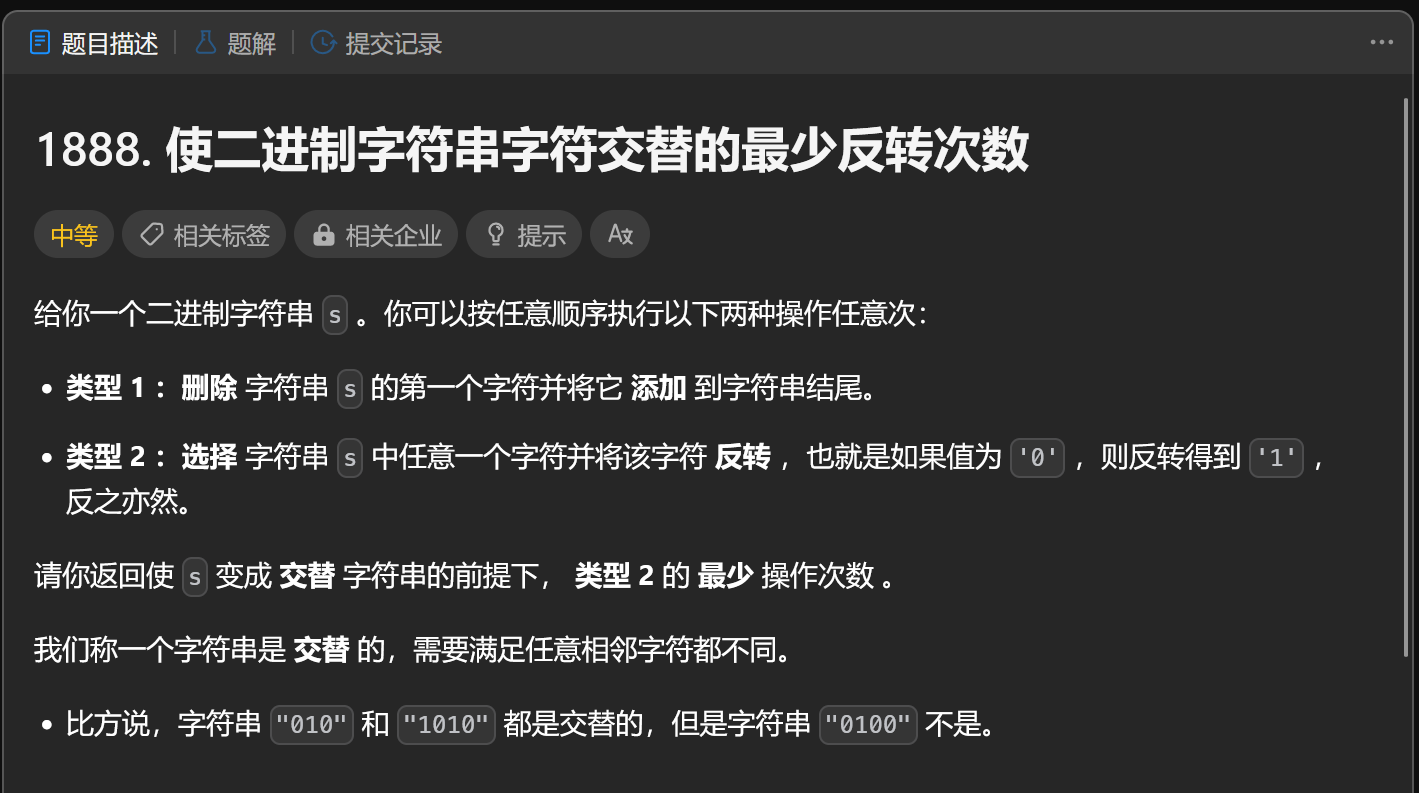 题目描述 题解 提交记录
1888. 使二进制字符串字符交替的最少反转次数
中等 相关标签 相关企业 提示
给你一个二进制字符串 s 。你可以按任意顺序执行以下两种操作任意次：
• 类型 1 ：删除 字符串 s 的第一个字符并将它 添加 到字符串结尾。
• 类型 2 ：选择 字符串 s 中任意一个字符并将该字符 反转 ，也就是如果值为 '0' ，则反转得到 '1' ，
反之亦然。
请你返回使 s 变成 交替 字符串的前提下， 类型 2 的 最少 操作次数 。
我们称一个字符串是 交替 的，需要满足任意相邻字符都不同。
• 比方说，字符串 "010" 和 "1010" 都是交替的，但是字符串 "0100" 不是。